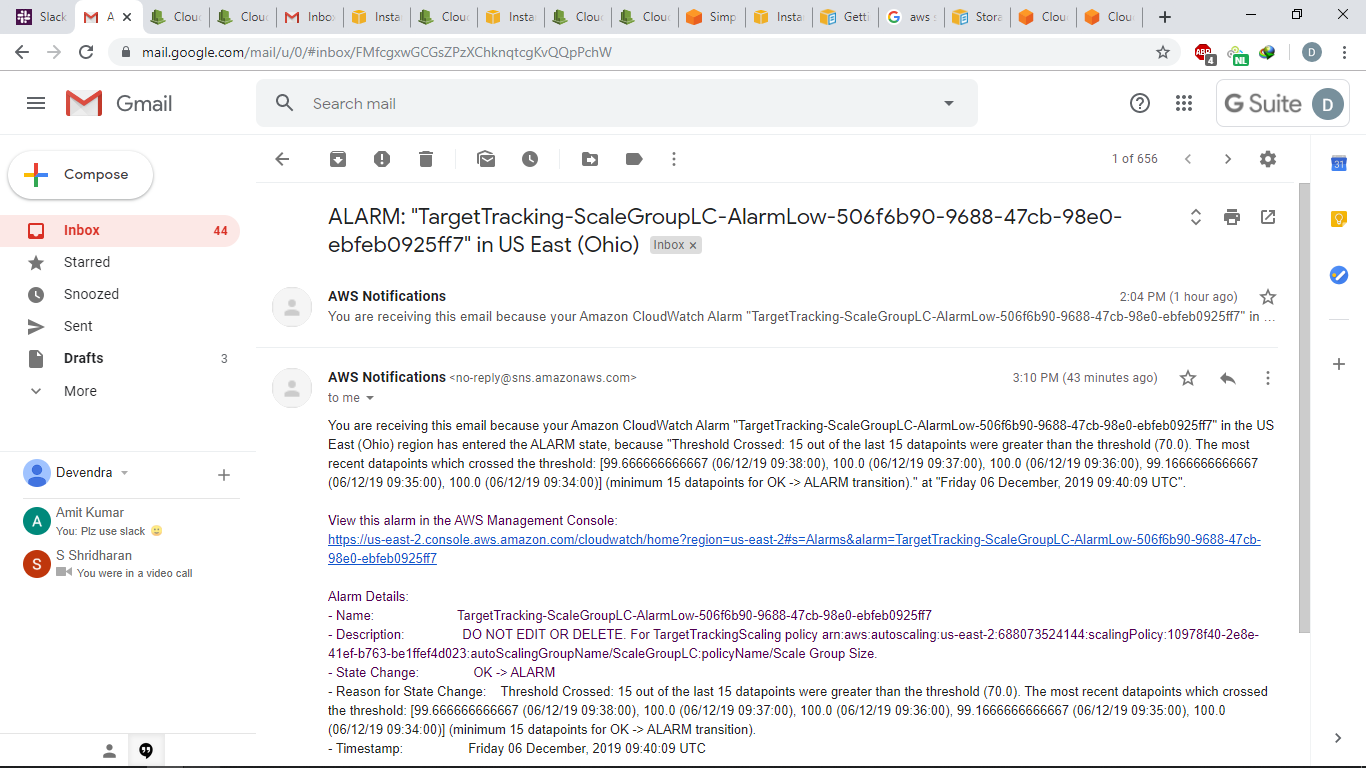 Slack
A
Clou
Clou
Inbox
Insta
Clou
Insta
Clou
Clou
Simp
Insta
Gett
aws s
Stora
Clou
Clou
mail.google.com/mail/u/0/#inbox/FMfcgxwGCGsZPzXChknqtcgKvQQpPchW
ABP
4
NL
D
Gmail
Search mail
G Suite
D
Compose
1 of 656
31
Inbox 44
Starred
Snoozed
Sent
Drafts 3
More
Devendra
Amit Kumar
You: Plz use slack
S Shridharan
You were in a video call
A
S
ALARM: "TargetTracking-ScaleGroupLC-AlarmLow-506f6b90-9688-47cb-98e0-
ebfeb0925ff7" in US East (Ohio) Inbox x
AWS Notifications 2:04 PM (1 hour ago)
You are receiving this email because your Amazon CloudWatch Alarm "TargetTracking-ScaleGroupLC-AlarmLow-506f6b90-9688-47cb-98e0-ebfeb0925ff7" in ...
AWS Notifications <no-reply@sns.amazonaws.com> 3:10 PM (43 minutes ago)
to me
You are receiving this email because your Amazon CloudWatch Alarm "TargetTracking-ScaleGroupLC-AlarmLow-506f6b90-9688-47cb-98e0-ebfeb0925ff7" in the US
East (Ohio) region has entered the ALARM state, because "Threshold Crossed: 15 out of the last 15 datapoints were greater than the threshold (70.0). The most
recent datapoints which crossed the threshold: [99.666666666667 (06/12/19 09:38:00), 100.0 (06/12/19 09:37:00), 100.0 (06/12/19 09:36:00), 99.1666666666667
(06/12/19 09:35:00), 100.0 (06/12/19 09:34:00)] (minimum 15 datapoints for OK -> ALARM transition)." at "Friday 06 December, 2019 09:40:09 UTC".
View this alarm in the AWS Management Console:
https://us-east-2.console.aws.amazon.com/cloudwatch/home?region=us-east-2#s=Alarms&alarm=TargetTracking-ScaleGroupLC-AlarmLow-506f6b90-9688-47cb-
98e0-ebfeb0925ff7
Alarm Details:
- Name: TargetTracking-ScaleGroupLC-AlarmLow-506f6b90-9688-47cb-98e0-ebfeb0925ff7
- Description: DO NOT EDIT OR DELETE. For TargetTrackingScaling policy arn:aws:autoscaling:us-east-2:688073524144:scalingPolicy:10978f40-2e8e-
41ef-b763-be1ffef4d023:autoScalingGroupName/ScaleGroupLC:policyName/Scale Group Size.
- State Change: OK -> ALARM
- Reason for State Change: Threshold Crossed: 15 out of the last 15 datapoints were greater than the threshold (70.0). The most recent datapoints which crossed
the threshold: [99.666666666667 (06/12/19 09:38:00), 100.0 (06/12/19 09:37:00), 100.0 (06/12/19 09:36:00), 99.1666666666667 (06/12/19 09:35:00), 100.0
(06/12/19 09:34:00)] (minimum 15 datapoints for OK -> ALARM transition).
- Timestamp: Friday 06 December, 2019 09:40:09 UTC